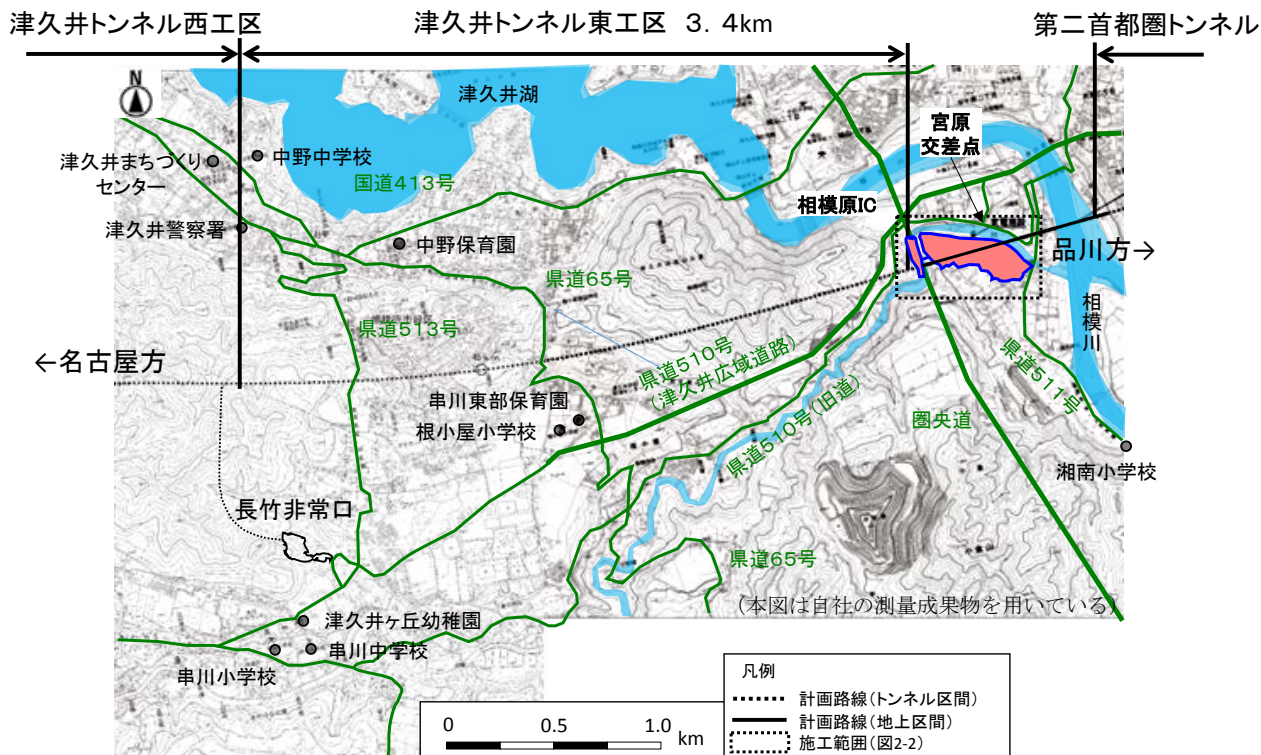 津久井トンネル西工区
津久井トンネル東工区 3.4km
第二首都圏トンネル
N
津久井湖
宮原
交差点
津久井まちづくり
センター
中野中学校
国道413号
相模原IC
津久井警察署
中野保育園
品川方→
県道65号
相模川
県道513号
←名古屋方
県道510号
(津久井広域道路)
県道511号
串川東部保育園
根小屋小学校
県道510号(旧道)
圏央道
湘南小学校
長竹非常口
県道65号
(本図は自社の測量成果物を用いている)
津久井ヶ丘幼稚園
串川中学校
串川小学校
凡例
計画路線(トンネル区間)
計画路線(地上区間)
施工範囲(図2-2)
0 0.5 1.0
km